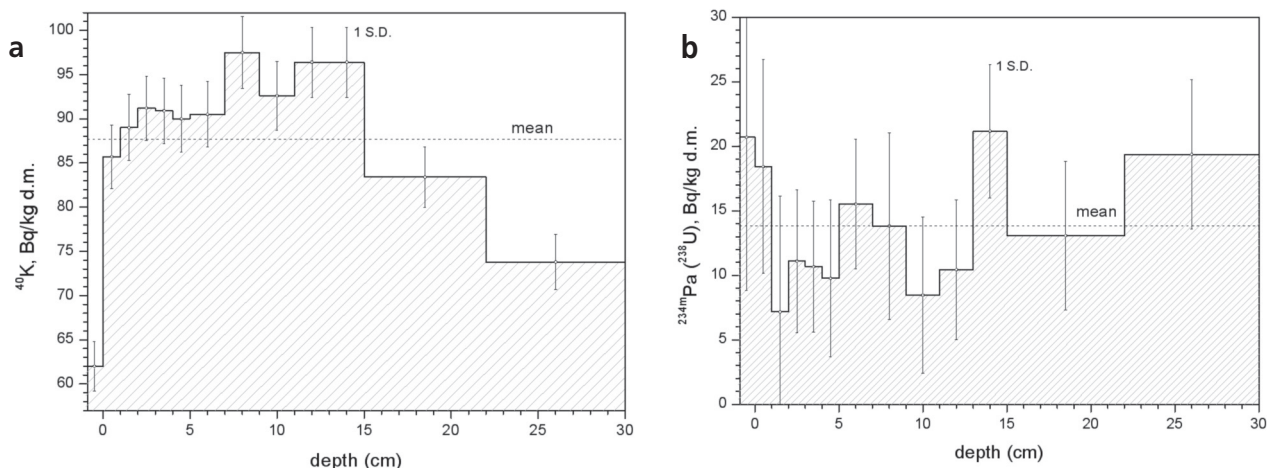 a
100
95
90
85
80
75
70
65
60
⁴⁰K, Bq/kg d.m.
1 S.D.
mean
0 5 10 15 20 25 30
depth (cm)
b
30
25
20
15
10
5
0
²³⁴ᵐPa (²³⁸U), Bq/kg d.m.
1 S.D.
mean
0 5 10 15 20 25 30
depth (cm)